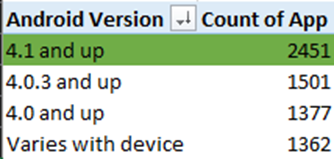 Android Version Count of App
4.1 and up 2451
4.0.3 and up 1501
4.0 and up 1377
Varies with device 1362